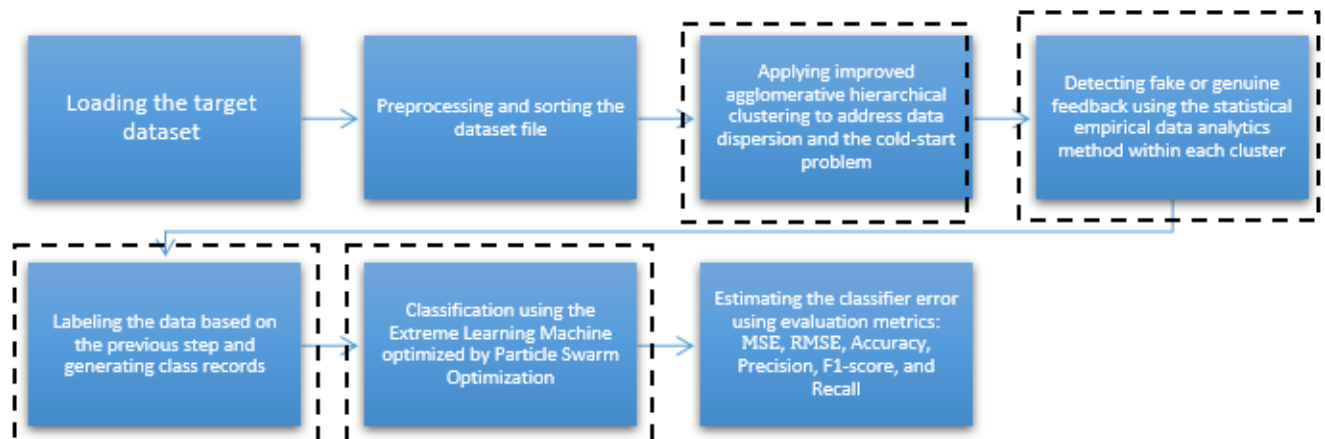 Loading the target
dataset
Preprocessing and sorting the
dataset file
Applying improved
agglomerative hierarchical
clustering to address data
dispersion and the cold-start
problem
Detecting fake or genuine
feedback using the statistical
empirical data analytics
method within each cluster
Labeling the data based on
the previous step and
generating class records
Classification using the
Extreme Learning Machine
optimized by Particle Swarm
Optimization
Estimating the classifier error
using evaluation metrics:
MSE, RMSE, Accuracy,
Precision, F1-score, and
Recall